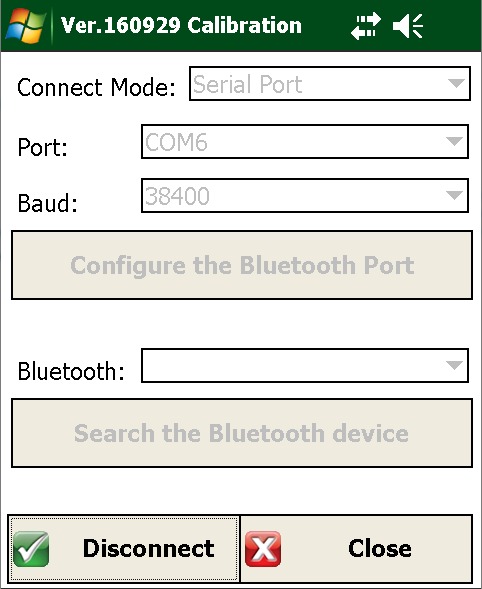 Ver.160929 Calibration
Connect Mode: Serial Port
Port: COM6
Baud: 38400
Configure the Bluetooth Port
Bluetooth:
Search the Bluetooth device
Disconnect Close